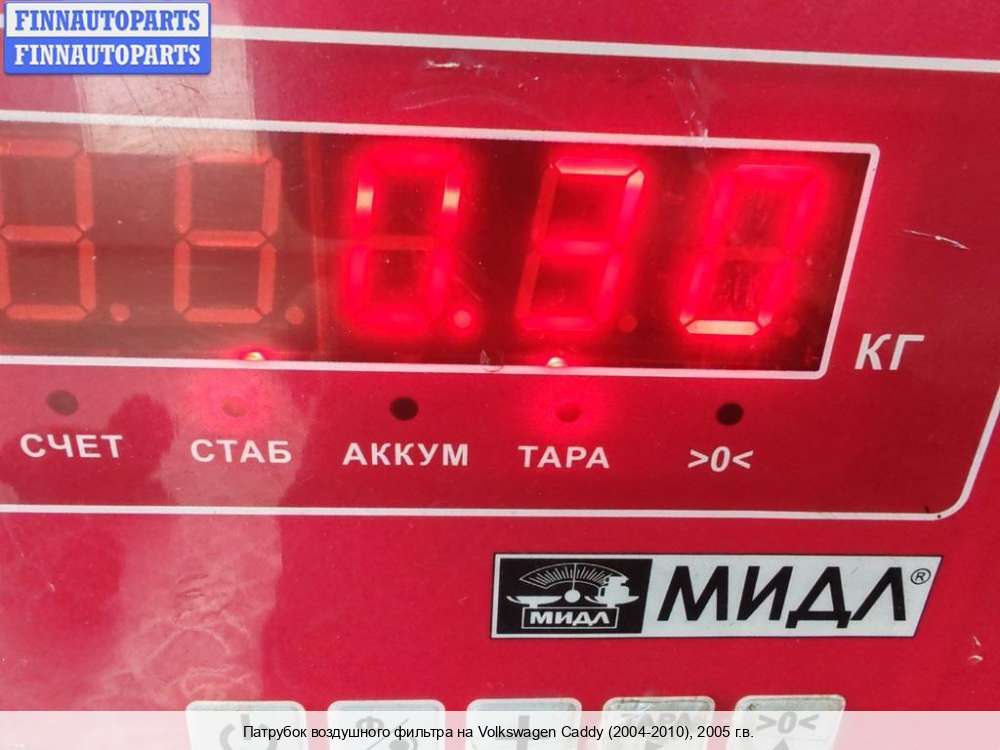 FINNAUTOPARTS
FINNAUTOPARTS
КГ
СЧЕТ СТАБ АККУМ ТАРА >0<
МИДЛ МИДЛ®
ТАРА >0<
Патрубок воздушного фильтра на Volkswagen Caddy (2004-2010), 2005 г.в.